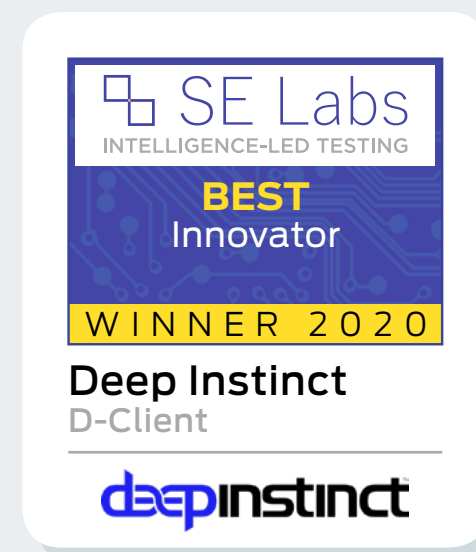 SE Labs
INTELLIGENCE-LED TESTING
BEST
Innovator
WINNER 2020
Deep Instinct
D-Client
deepinstinct